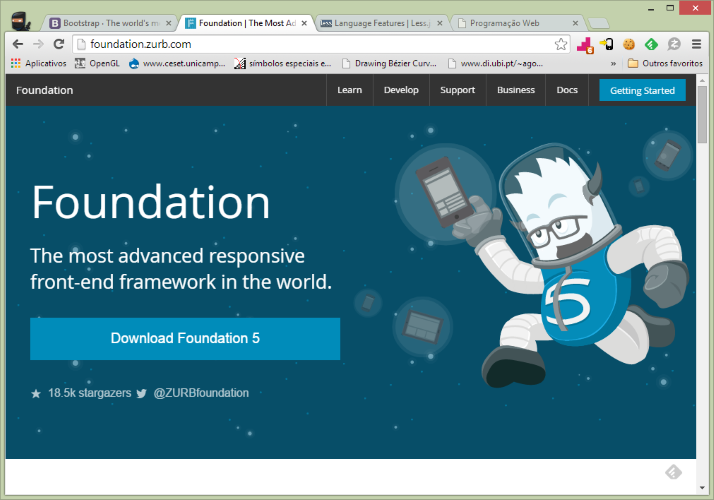 Bootstrap · The world's m
Foundation | The Most Ad
Language Features | Less.
Programação Web
foundation.zurb.com
Aplicativos
OpenGL
www.ceset.unicamp...
símbolos especiais e...
Drawing Bézier Curv...
www.di.ubi.pt/~ago...
»
Outros favoritos
Foundation
Learn
Develop
Support
Business
Docs
Getting Started
Foundation
The most advanced responsive
front-end framework in the world.
Download Foundation 5
18.5k stargazers
@ZURBfoundation
5